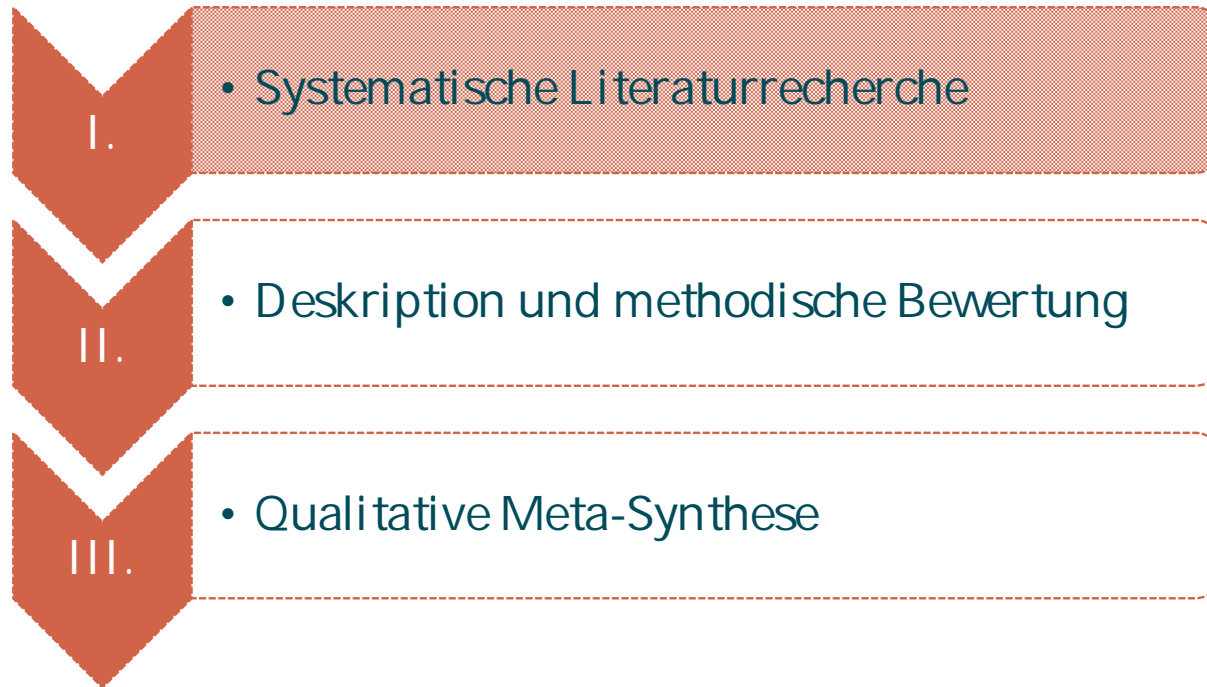 I.
• Systematische Literaturrecherche
II.
• Deskription und methodische Bewertung
III.
• Qualitative Meta-Synthese